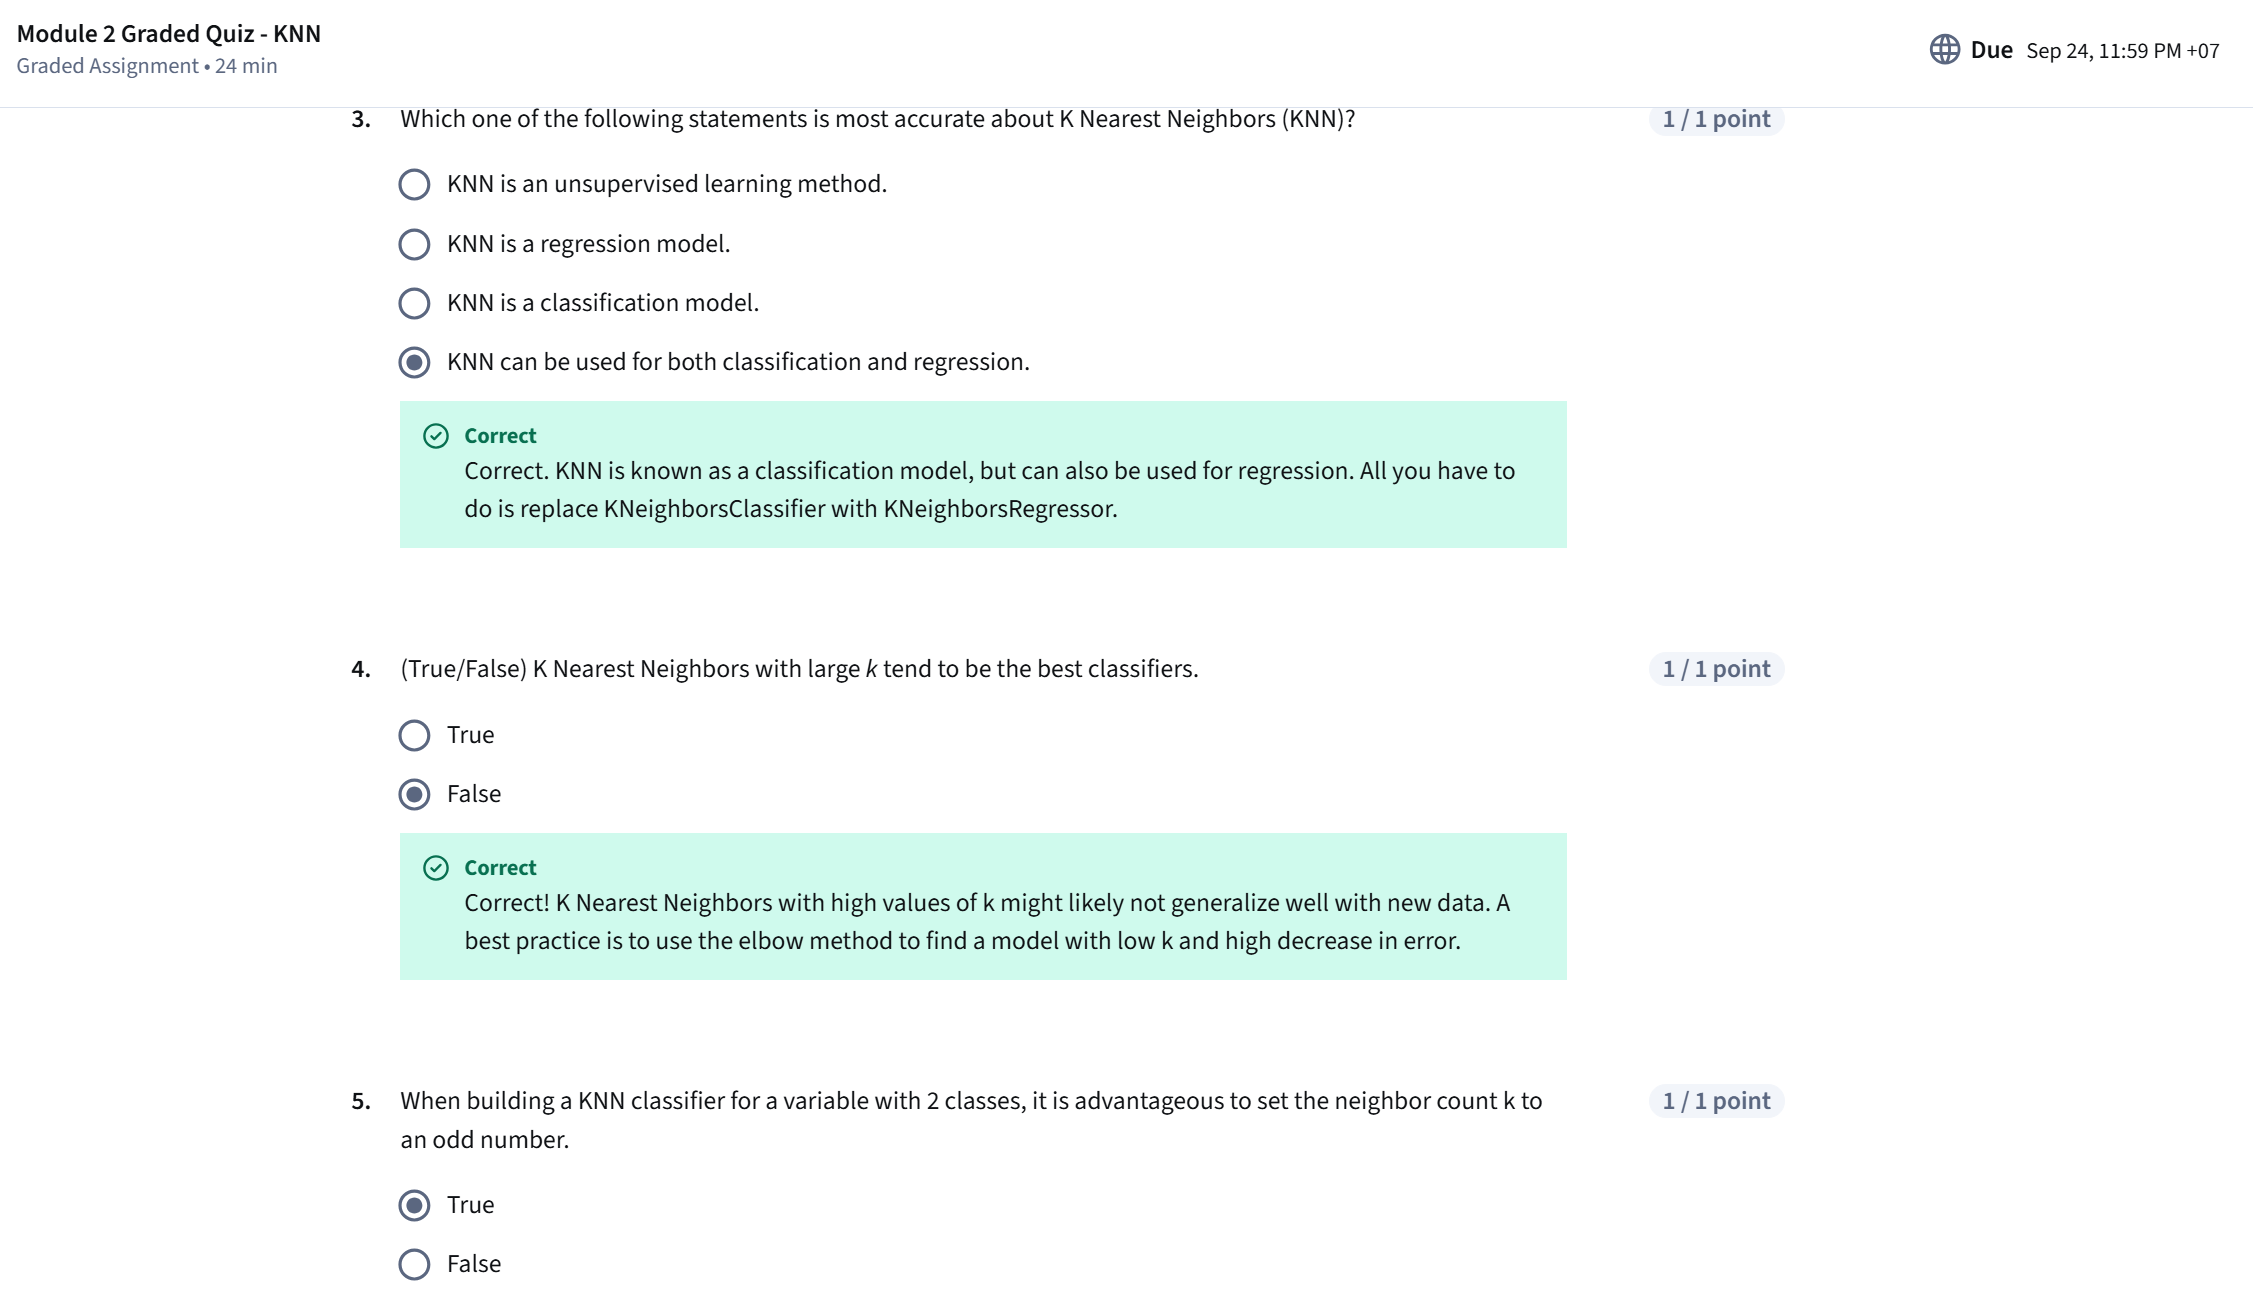 Module 2 Graded Quiz - KNN
Graded Assignment • 24 min
Due Sep 24, 11:59 PM +07
3. Which one of the following statements is most accurate about K Nearest Neighbors (KNN)?
1 / 1 point
KNN is an unsupervised learning method.
KNN is a regression model.
KNN is a classification model.
KNN can be used for both classification and regression.
Correct
Correct. KNN is known as a classification model, but can also be used for regression. All you have to
do is replace KNeighborsClassifier with KNeighborsRegressor.
4. (True/False) K Nearest Neighbors with large k tend to be the best classifiers.
1 / 1 point
True
False
Correct
Correct! K Nearest Neighbors with high values of k might likely not generalize well with new data. A
best practice is to use the elbow method to find a model with low k and high decrease in error.
5. When building a KNN classifier for a variable with 2 classes, it is advantageous to set the neighbor count k to
an odd number.
1 / 1 point
True
False